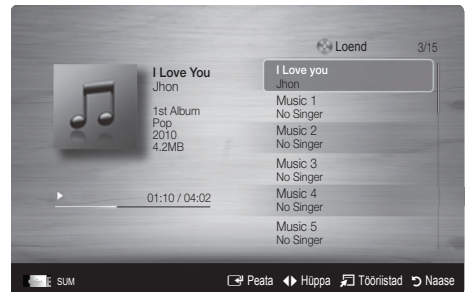 Loend 3/15
I Love You
Jhon
1st Album
Pop
2010
4.2MB
01:10 / 04:02
I Love you
Jhon
Music 1
No Singer
Music 2
No Singer
Music 3
No Singer
Music 4
No Singer
Music 5
No Singer
SUM Peata Hüppa Tööriistad Naase